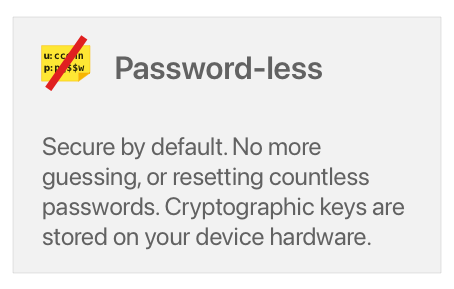 Password-less
Secure by default. No more
guessing, or resetting countless
passwords. Cryptographic keys are
stored on your device hardware.